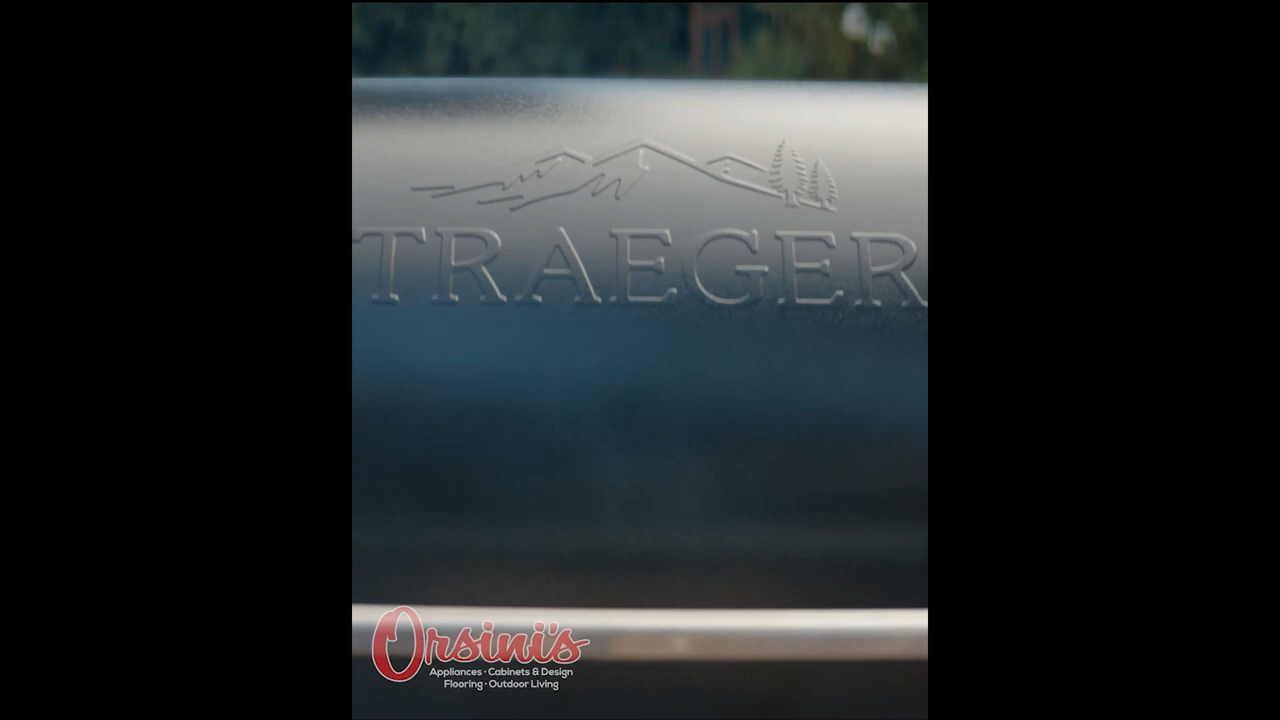 TRAEGER
Orsini's
Appliances · Cabinets & Design
Flooring · Outdoor Living